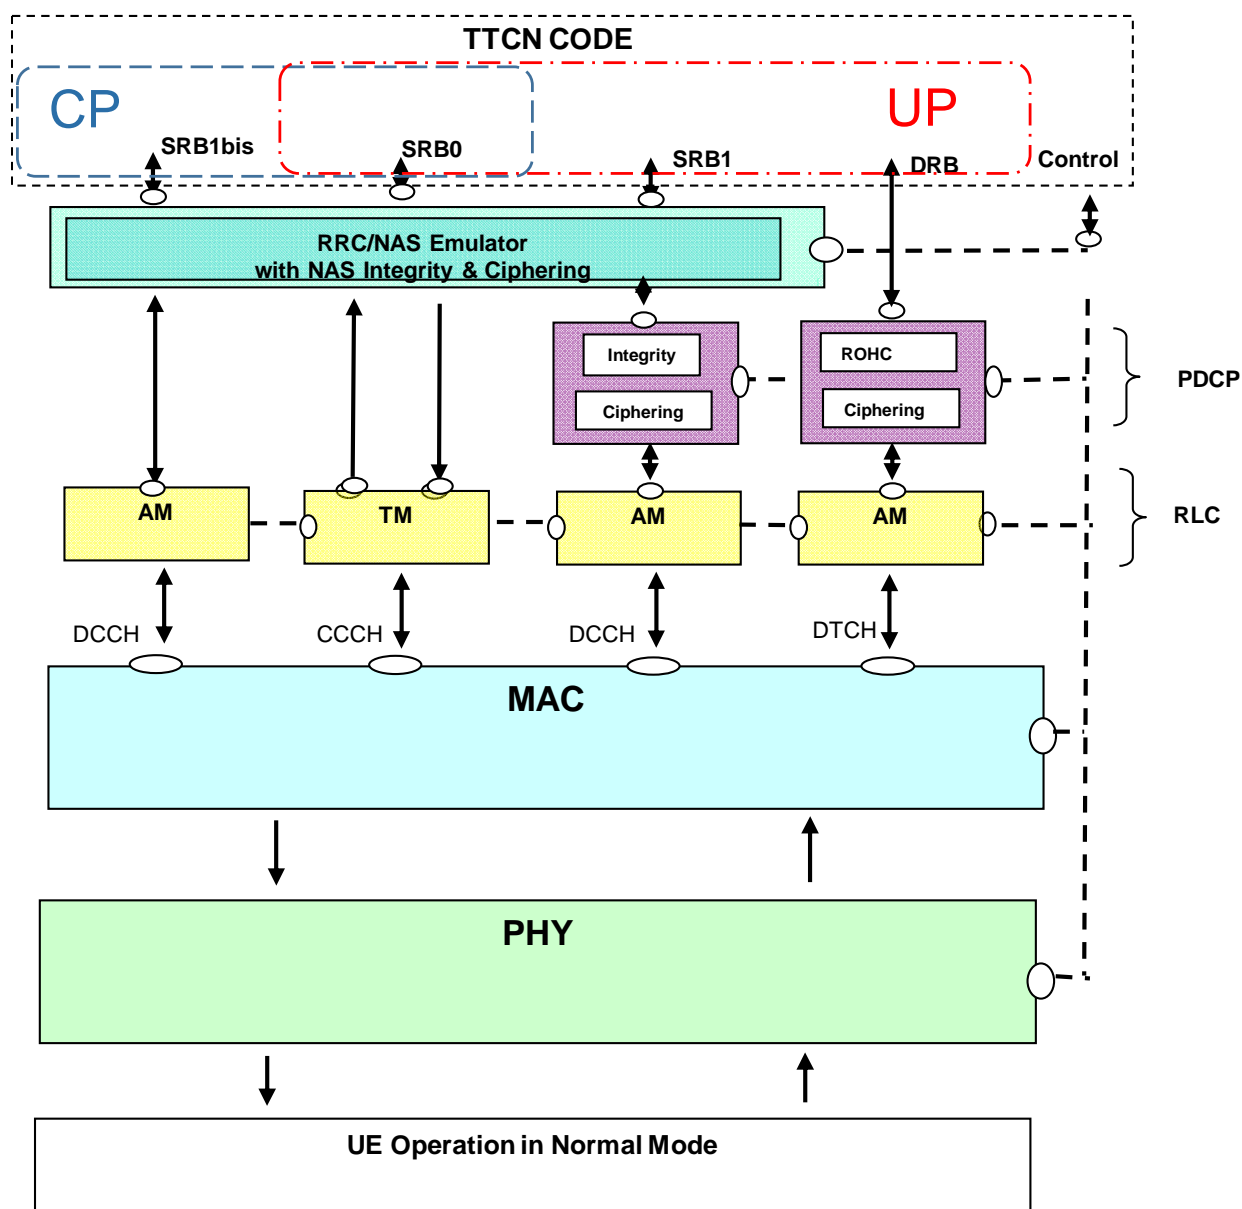 TTCN CODE
CP
UP
SRB1bis
SRB0
SRB1
DRB
Control
RRC/NAS Emulator
with NAS Integrity & Ciphering
Integrity
Ciphering
ROHC
Ciphering
PDCP
AM
TM
AM
AM
RLC
DCCH
CCCH
DCCH
DTCH
MAC
PHY
UE Operation in Normal Mode